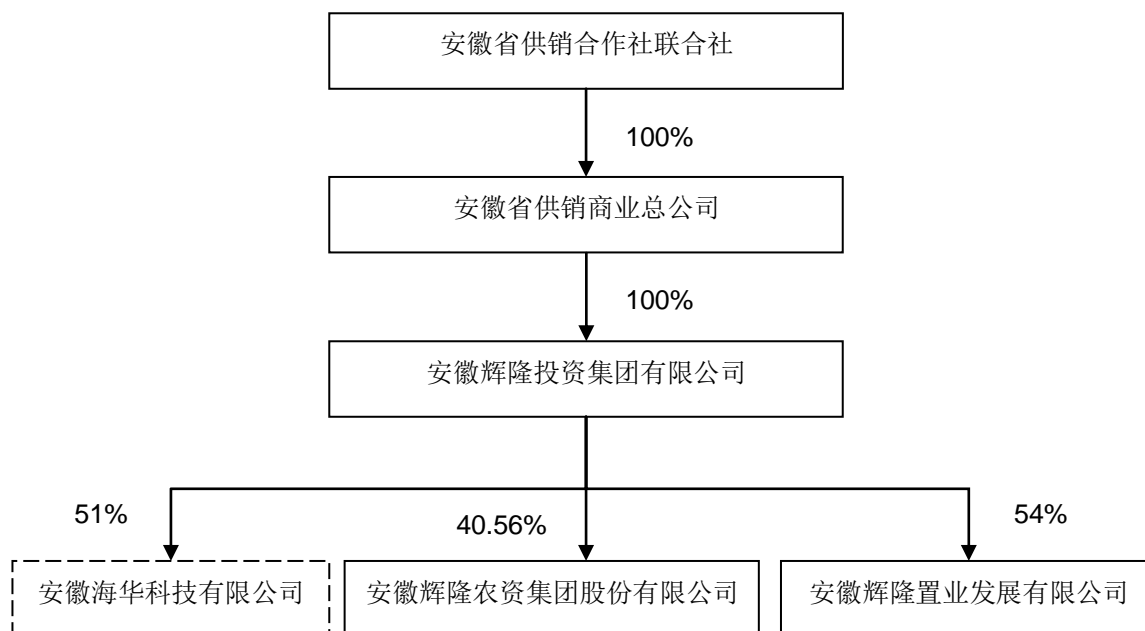 安徽省供销合作社联合社
100%
安徽省供销商业总公司
100%
安徽辉隆投资集团有限公司
51%
40.56%
54%
安徽海华科技有限公司
安徽辉隆农资集团股份有限公司
安徽辉隆置业发展有限公司